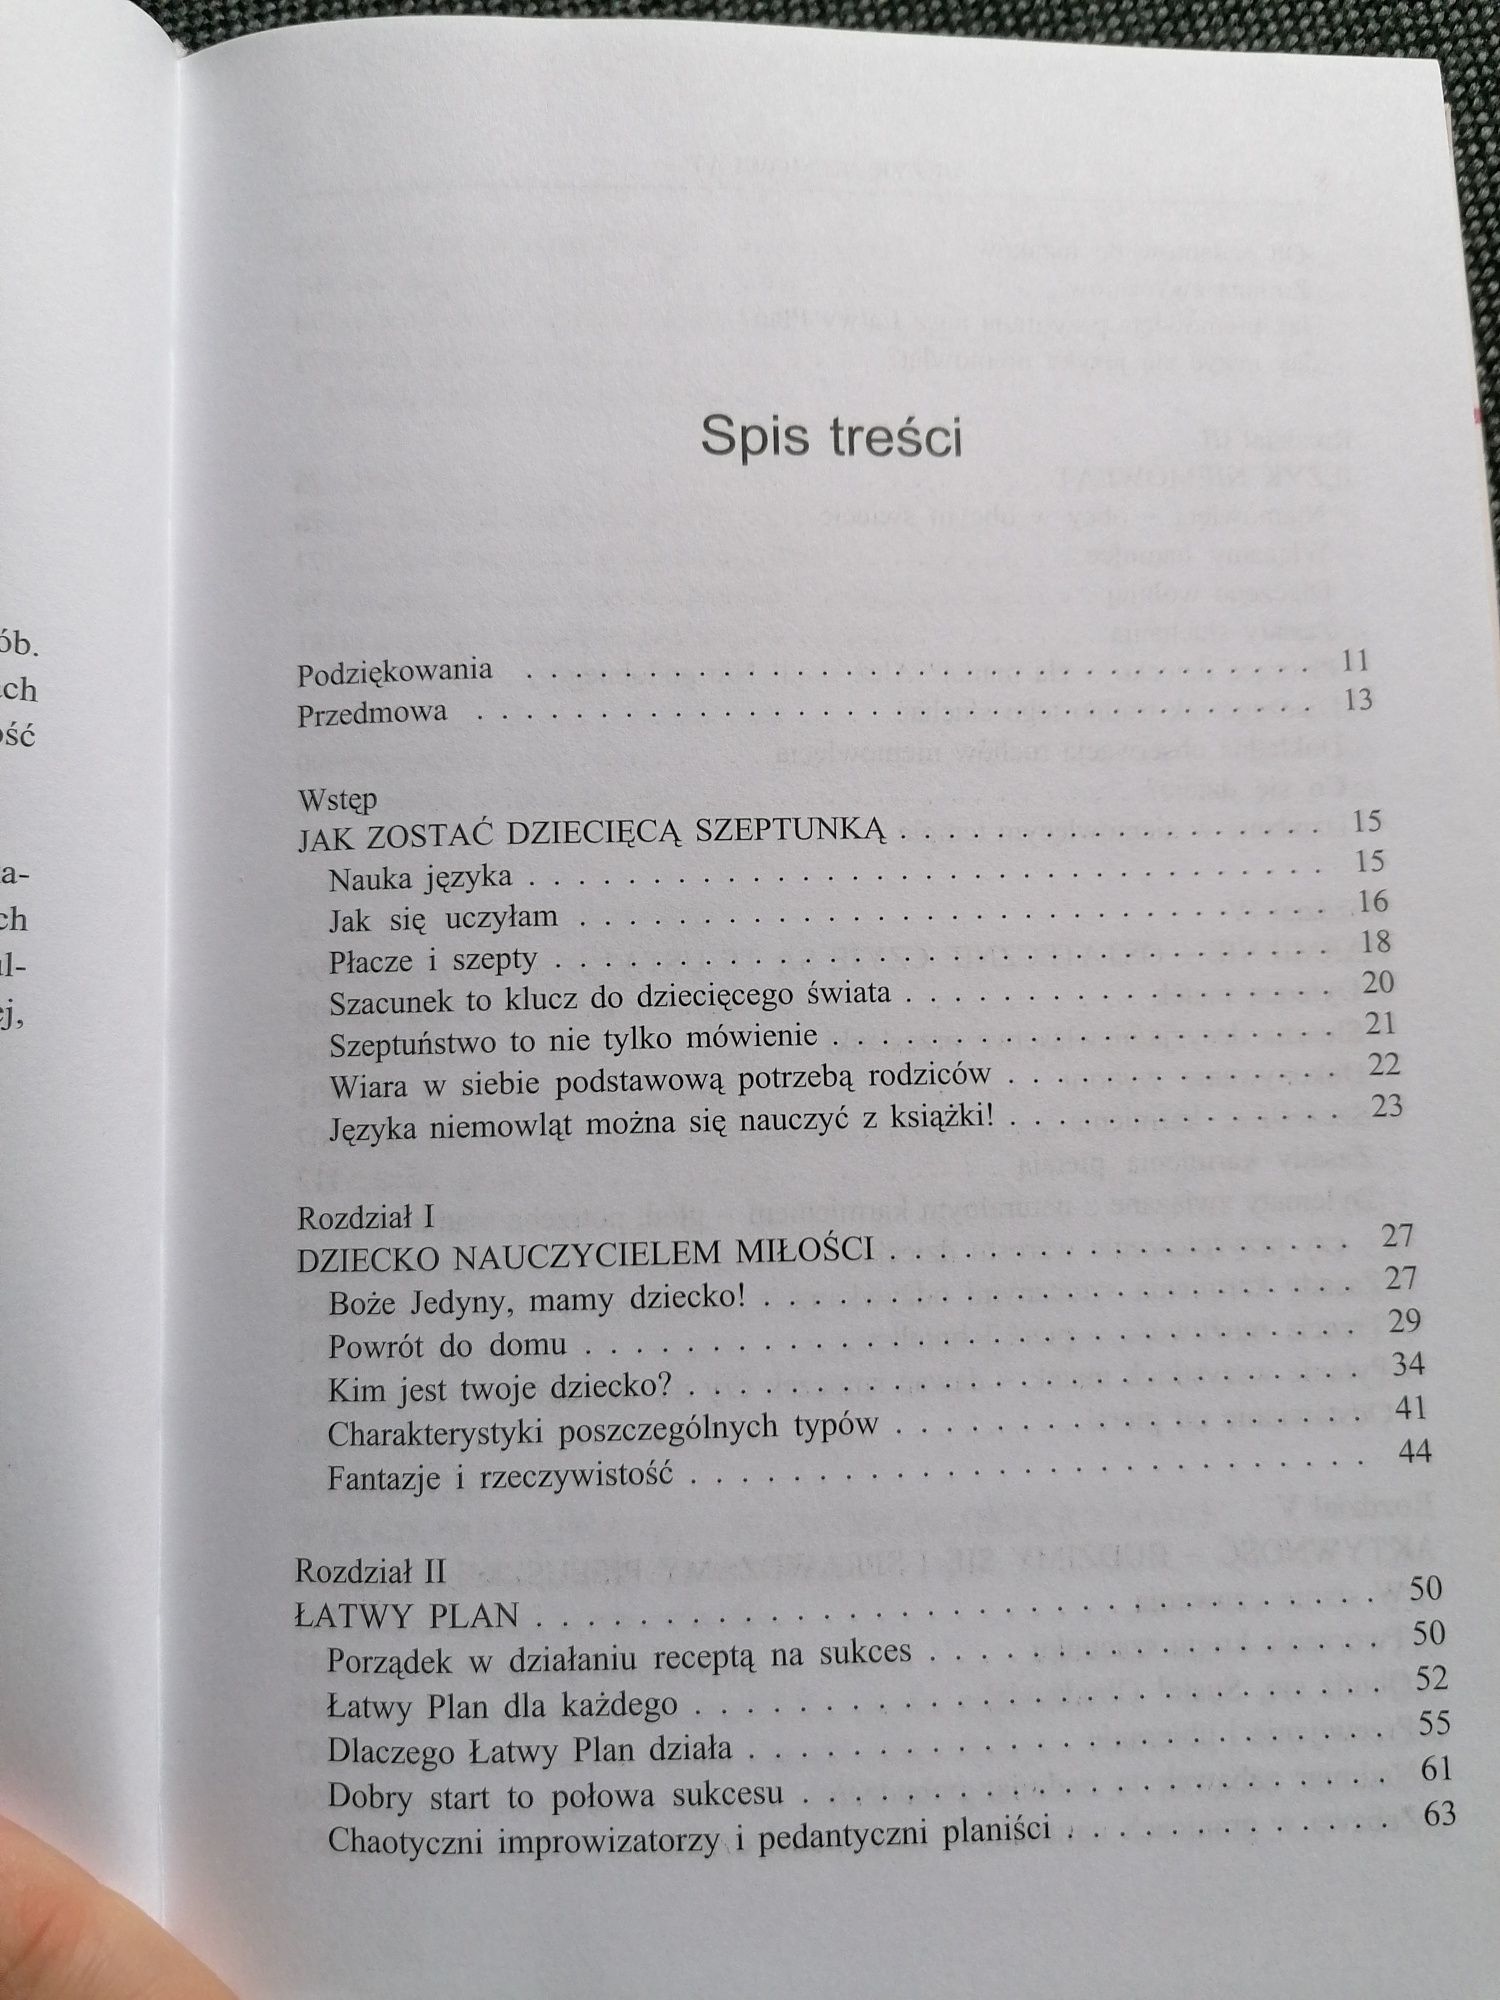 ób.
ch
ość
a-
ch
ul-
j,
Spis treści
Podziękowania . . . . . . . . . . . . . . . . . . . . . . . . . . . . . . . . 11
Przedmowa . . . . . . . . . . . . . . . . . . . . . . . . . . . . . . . . . . 13
Wstęp
JAK ZOSTAĆ DZIECIĘCĄ SZEPTUNKĄ . . . . . . . . . . . . . . . . . 15
Nauka języka . . . . . . . . . . . . . . . . . . . . . . . . . . . . . . . . 15
Jak się uczyłam . . . . . . . . . . . . . . . . . . . . . . . . . . . . . . 16
Płacze i szepty . . . . . . . . . . . . . . . . . . . . . . . . . . . . . . . 18
Szacunek to klucz do dziecięcego świata . . . . . . . . . . . . . . . . . 20
Szeptuństwo to nie tylko mówienie . . . . . . . . . . . . . . . . . . . . 21
Wiara w siebie podstawową potrzebą rodziców . . . . . . . . . . . . . . 22
Języka niemowląt można się nauczyć z książki! . . . . . . . . . . . . . . 23
Rozdział I
DZIECKO NAUCZYCIELEM MIŁOŚCI . . . . . . . . . . . . . . . . . . 27
Boże Jedyny, mamy dziecko! . . . . . . . . . . . . . . . . . . . . . . . 27
Powrót do domu . . . . . . . . . . . . . . . . . . . . . . . . . . . . . . 29
Kim jest twoje dziecko? . . . . . . . . . . . . . . . . . . . . . . . . . . 34
Charakterystyki poszczególnych typów . . . . . . . . . . . . . . . . . . 41
Fantazje i rzeczywistość . . . . . . . . . . . . . . . . . . . . . . . . . . 44
Rozdział II
ŁATWY PLAN . . . . . . . . . . . . . . . . . . . . . . . . . . . . . . . . 50
Porządek w działaniu receptą na sukces . . . . . . . . . . . . . . . . . . 50
Łatwy Plan dla każdego . . . . . . . . . . . . . . . . . . . . . . . . . . 52
Dlaczego Łatwy Plan działa . . . . . . . . . . . . . . . . . . . . . . . . 55
Dobry start to połowa sukcesu . . . . . . . . . . . . . . . . . . . . . . . 61
Chaotyczni improwizatorzy i pedantyczni planiści . . . . . . . . . . . . . 63